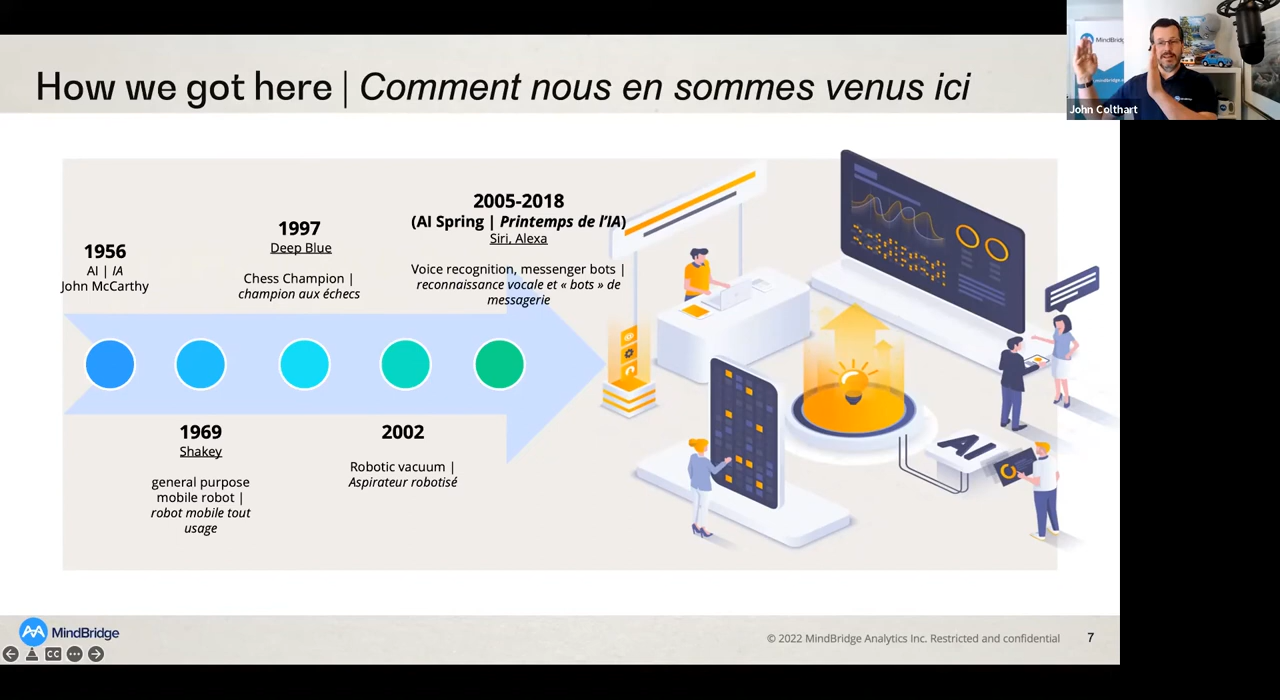 How we got here | Comment nous en sommes venus ici
MindBridge
John Colthart
1956
AI | IA
John McCarthy
1969
Shakey
general purpose
mobile robot |
robot mobile tout
usage
1997
Deep Blue
Chess Champion |
champion aux échecs
2002
Robotic vacuum |
Aspirateur robotisé
2005-2018
(AI Spring | Printemps de l’IA)
Siri, Alexa
Voice recognition, messenger bots |
reconnaissance vocale et « bots » de
messagerie
AI
MindBridge
CC
© 2022 MindBridge Analytics Inc. Restricted and confidential
7